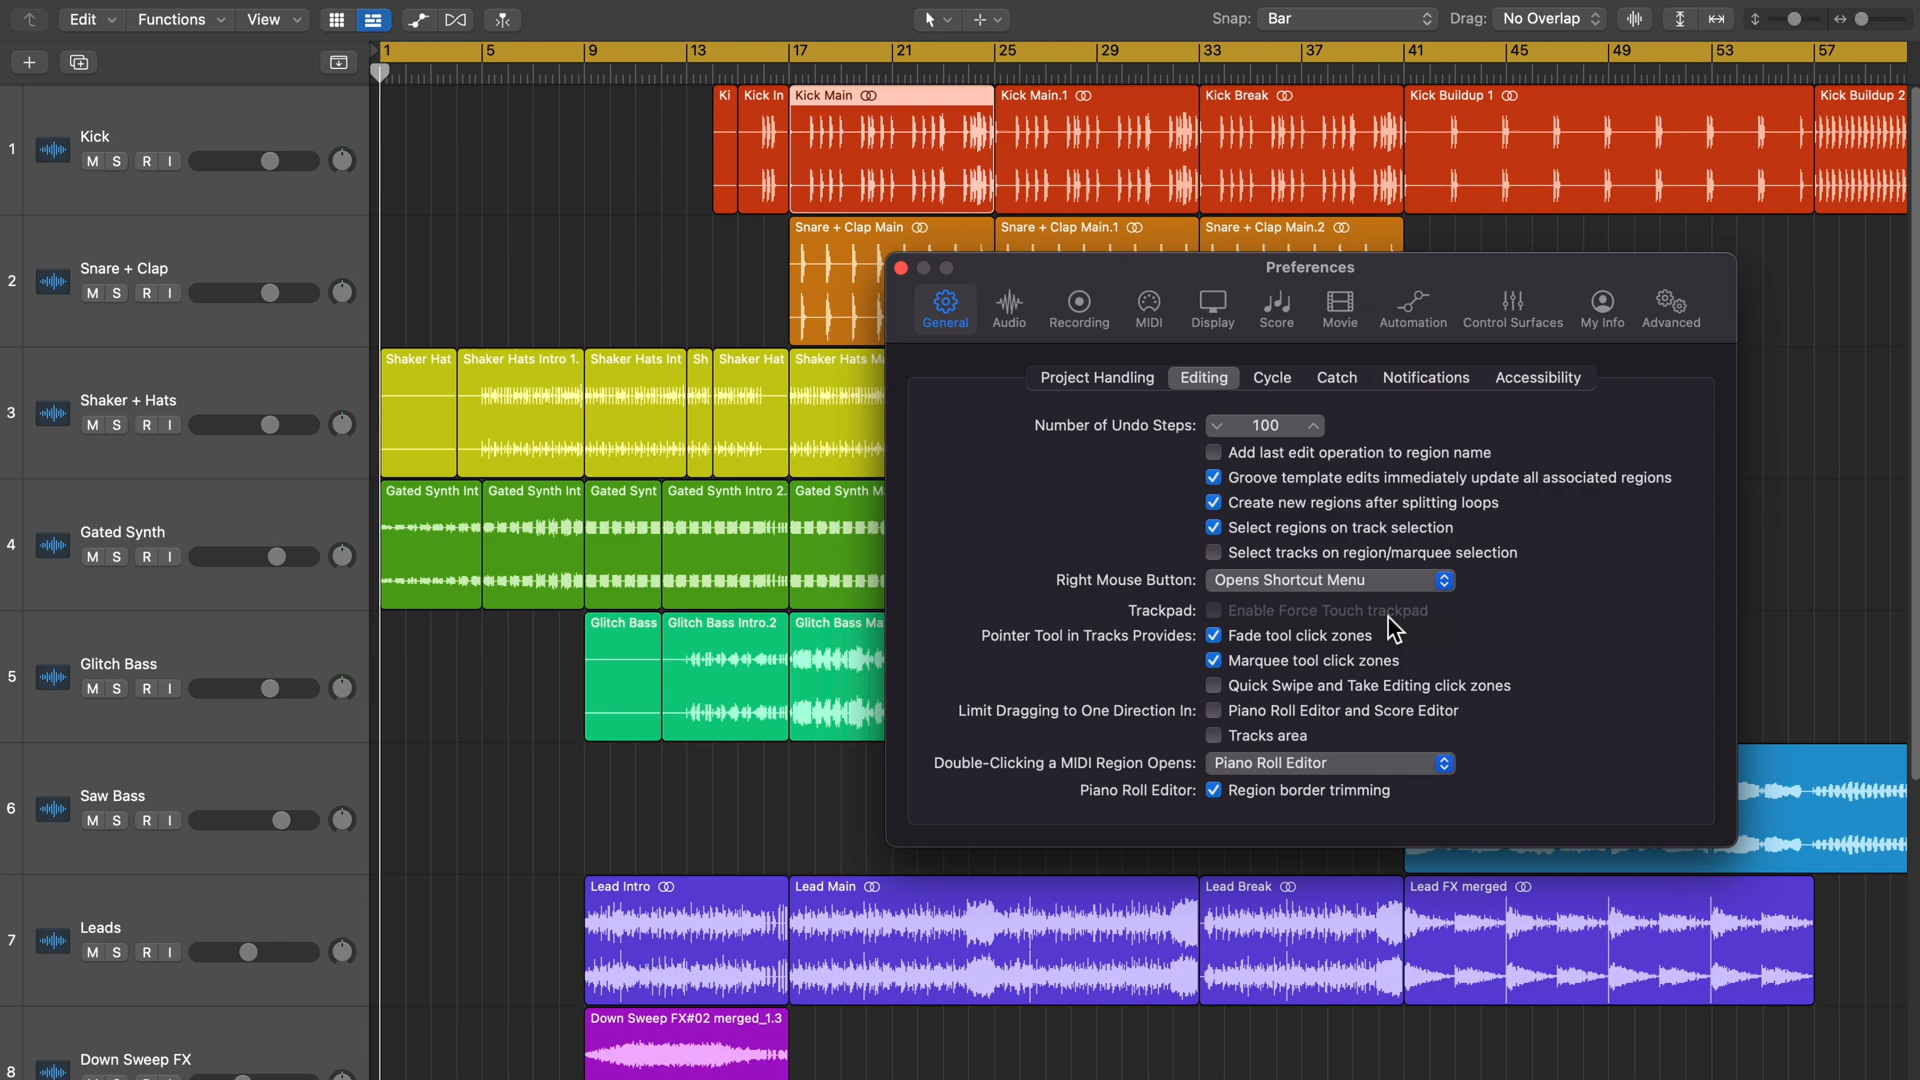 Edit Functions View Snap: Bar Drag: No Overlap
1 5 9 13 17 21 25 29 33 37 41 45 49 53 57
Ki Kick In Kick Main Kick Main.1 Kick Break Kick Buildup 1 Kick Buildup 2
1 Kick
M S R I
Snare + Clap Main Snare + Clap Main.1 Snare + Clap Main.2
2 Snare + Clap
M S R I
Preferences
General Audio Recording MIDI Display Score Movie Automation Control Surfaces My Info Advanced
Shaker Hat Shaker Hats Intro 1. Shaker Hats Int Sh Shaker Hat Shaker Hats M
3 Shaker + Hats
M S R I
Project Handling Editing Cycle Catch Notifications Accessibility
Number of Undo Steps: 100
Add last edit operation to region name
Groove template edits immediately update all associated regions
Create new regions after splitting loops
Select regions on track selection
Select tracks on region/marquee selection
Right Mouse Button: Opens Shortcut Menu
Trackpad: Enable Force Touch trackpad
Pointer Tool in Tracks Provides: Fade tool click zones
Marquee tool click zones
Quick Swipe and Take Editing click zones
Limit Dragging to One Direction In: Piano Roll Editor and Score Editor
Tracks area
Double-Clicking a MIDI Region Opens: Piano Roll Editor
Piano Roll Editor: Region border trimming
Gated Synth Int Gated Synth Int Gated Synt Gated Synth Intro 2. Gated Synth M
4 Gated Synth
M S R I
Glitch Bass Glitch Bass Intro.2 Glitch Bass Ma
5 Glitch Bass
M S R I
6 Saw Bass
M S R I
Lead Intro Lead Main Lead Break Lead FX merged
7 Leads
M S R I
Down Sweep FX#02 merged_1.3
8 Down Sweep FX